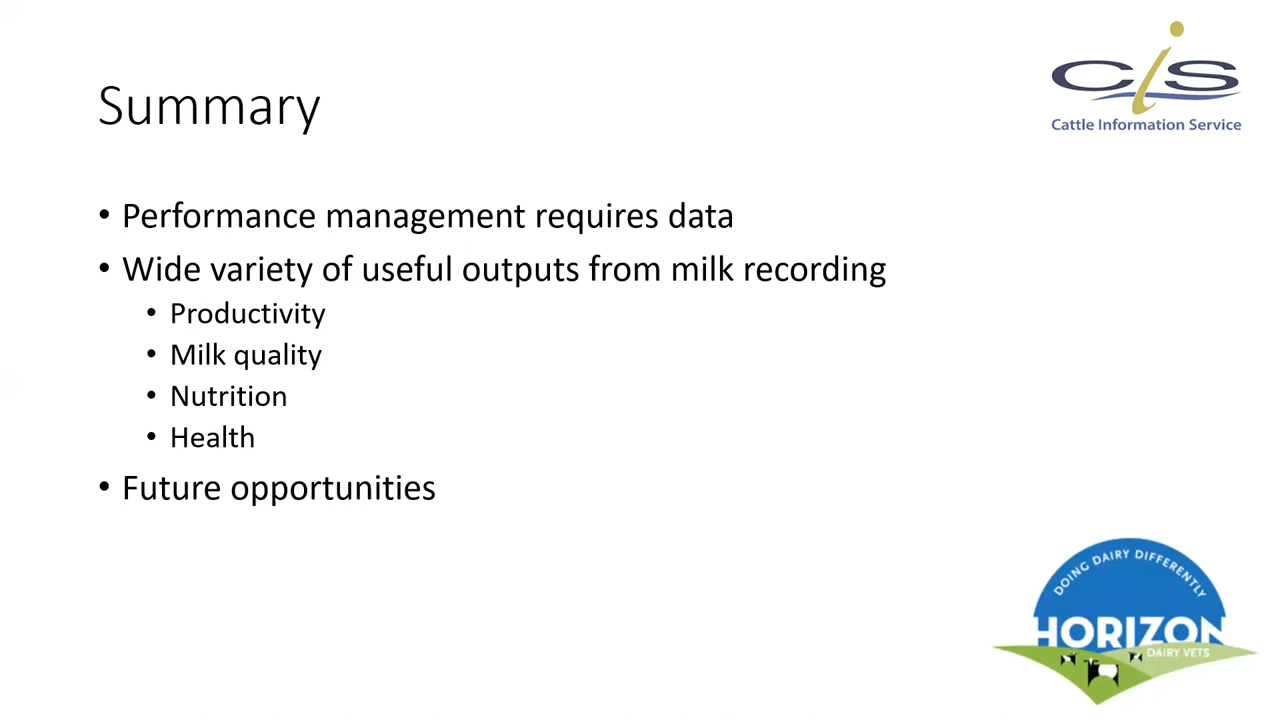 CiS
Cattle Information Service
Summary
• Performance management requires data
• Wide variety of useful outputs from milk recording
• Productivity
• Milk quality
• Nutrition
• Health
• Future opportunities
DOING DAIRY DIFFERENTLY
HORIZON
DAIRY VETS